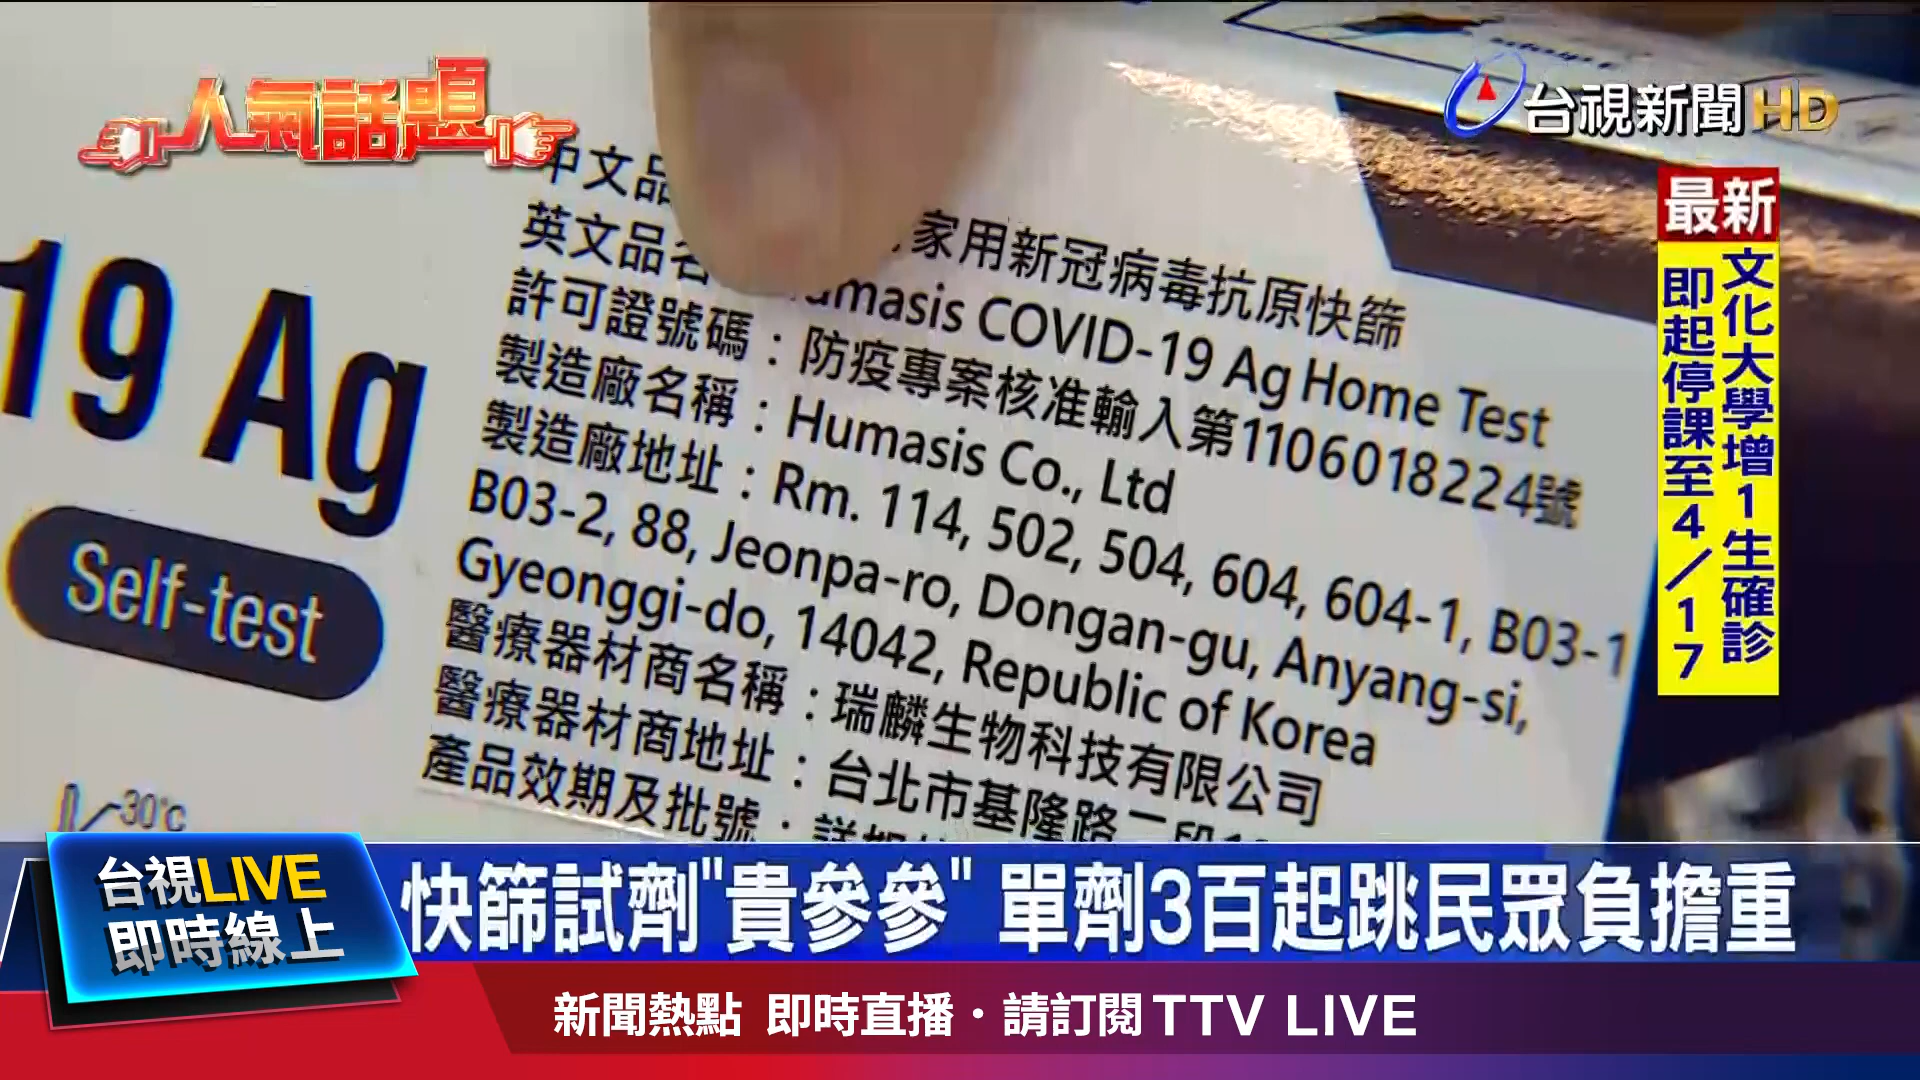 人氣話題
台視新聞HD
最新
文化大學增1生確診
即起停課至4/17
中文品
家用新冠病毒抗原快篩
英文品名
umasis COVID-19 Ag Home Test
許可證號碼：防疫專案核准輸入第1106018224號
製造廠名稱：Humasis Co., Ltd
製造廠地址：Rm. 114, 502, 504, 604, 604-1, B03-1
B03-2, 88, Jeonpa-ro, Dongan-gu, Anyang-si,
Gyeonggi-do, 14042, Republic of Korea
醫療器材商名稱：瑞麟生物科技有限公司
醫療器材商地址：台北市基隆路
產品效期及批號：
19 Ag
Self-test
30°C
台視LIVE
即時線上
快篩試劑"貴參參" 單劑3百起跳民眾負擔重
新聞熱點 即時直播・請訂閱TTV LIVE